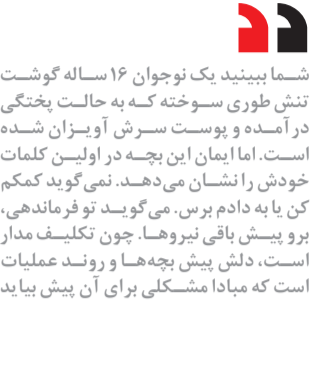 شما ببینید یک نوجوان ۱۶ ساله گوشت
تنش طوری سوخته که به حالت پختگی
در آمده و پوست سرش آویزان شده
است. اما ایمان این بچه در اولین کلمات
خودش را نشان می‌دهد. نمی‌گوید کمکم
کن یا به دادم برس. می‌گوید تو فرماندهی،
برو پیش باقی نیروها. چون تکلیف مدار
است، دلش پیش بچه‌ها و روند عملیات
است که مبادا مشکلی برای آن پیش بیاید